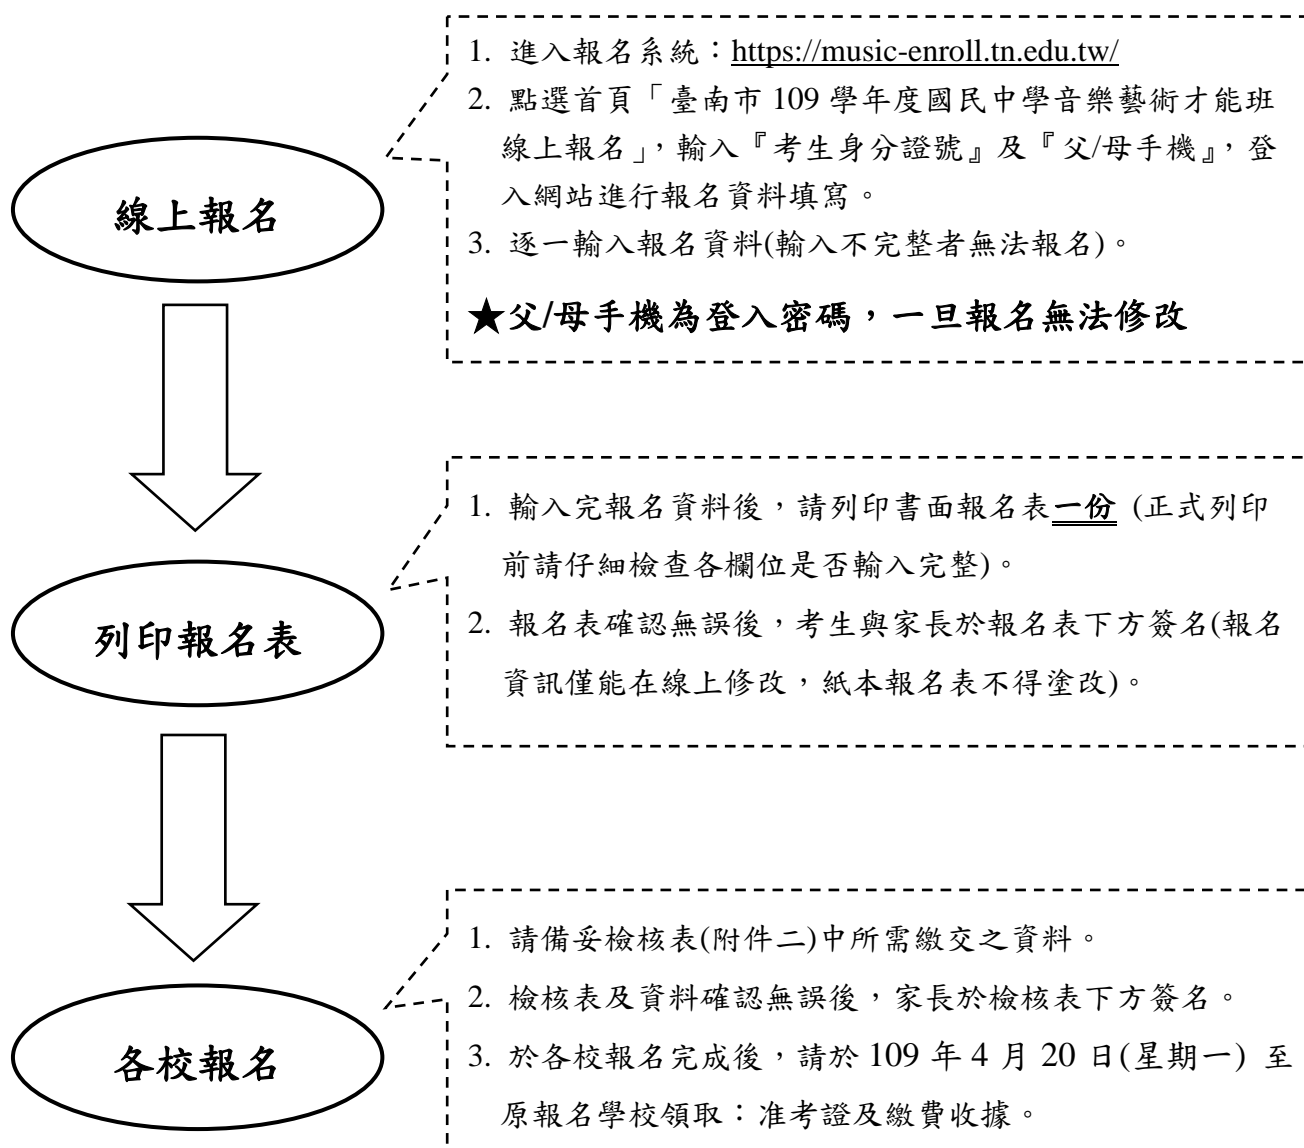 線上報名
1. 進入報名系統：https://music-enroll.tn.edu.tw/
2. 點選首頁「臺南市 109 學年度國民中學音樂藝術才能班
線上報名」，輸入『考生身分證號』及『父/母手機』，登
入網站進行報名資料填寫。
3. 逐一輸入報名資料(輸入不完整者無法報名)。
★父/母手機為登入密碼，一旦報名無法修改
列印報名表
1. 輸入完報名資料後，請列印書面報名表一份 (正式列印
前請仔細檢查各欄位是否輸入完整)。
2. 報名表確認無誤後，考生與家長於報名表下方簽名(報名
資訊僅能在線上修改，紙本報名表不得塗改)。
各校報名
1. 請備妥檢核表(附件二)中所需繳交之資料。
2. 檢核表及資料確認無誤後，家長於檢核表下方簽名。
3. 於各校報名完成後，請於 109 年 4 月 20 日(星期一) 至
原報名學校領取：准考證及繳費收據。